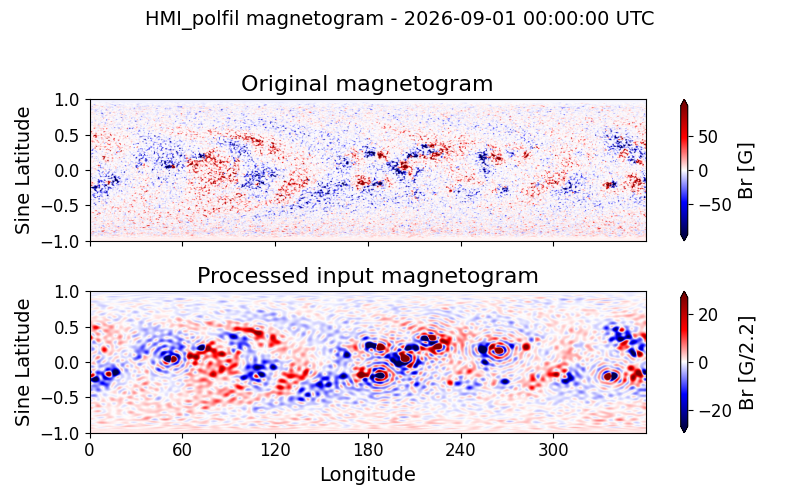 HMI_polfil magnetogram - 2026-09-01 00:00:00 UTC
Original magnetogram
1.0
0.5
0.0
−0.5
−1.0
Sine Latitude
50
0
−50
Br [G]
Processed input magnetogram
1.0
0.5
0.0
−0.5
−1.0
Sine Latitude
20
0
−20
Br [G/2.2]
0 60 120 180 240 300
Longitude